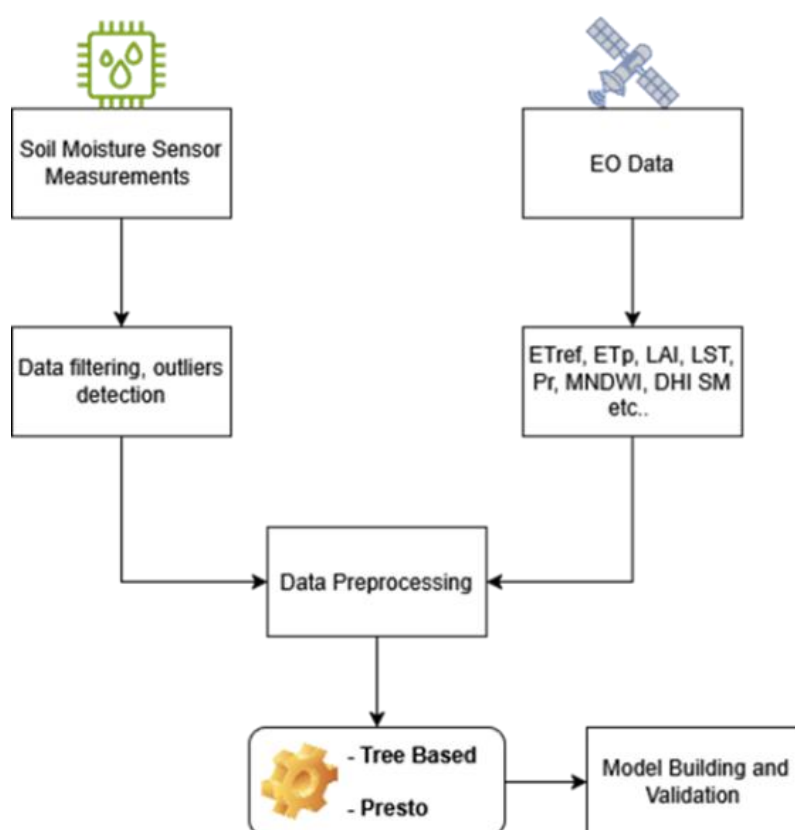 Soil Moisture Sensor
Measurements
EO Data
Data filtering, outliers
detection
ETref, ETp, LAI, LST,
Pr, MNDWI, DHI SM
etc..
Data Preprocessing
- Tree Based
- Presto
Model Building and
Validation